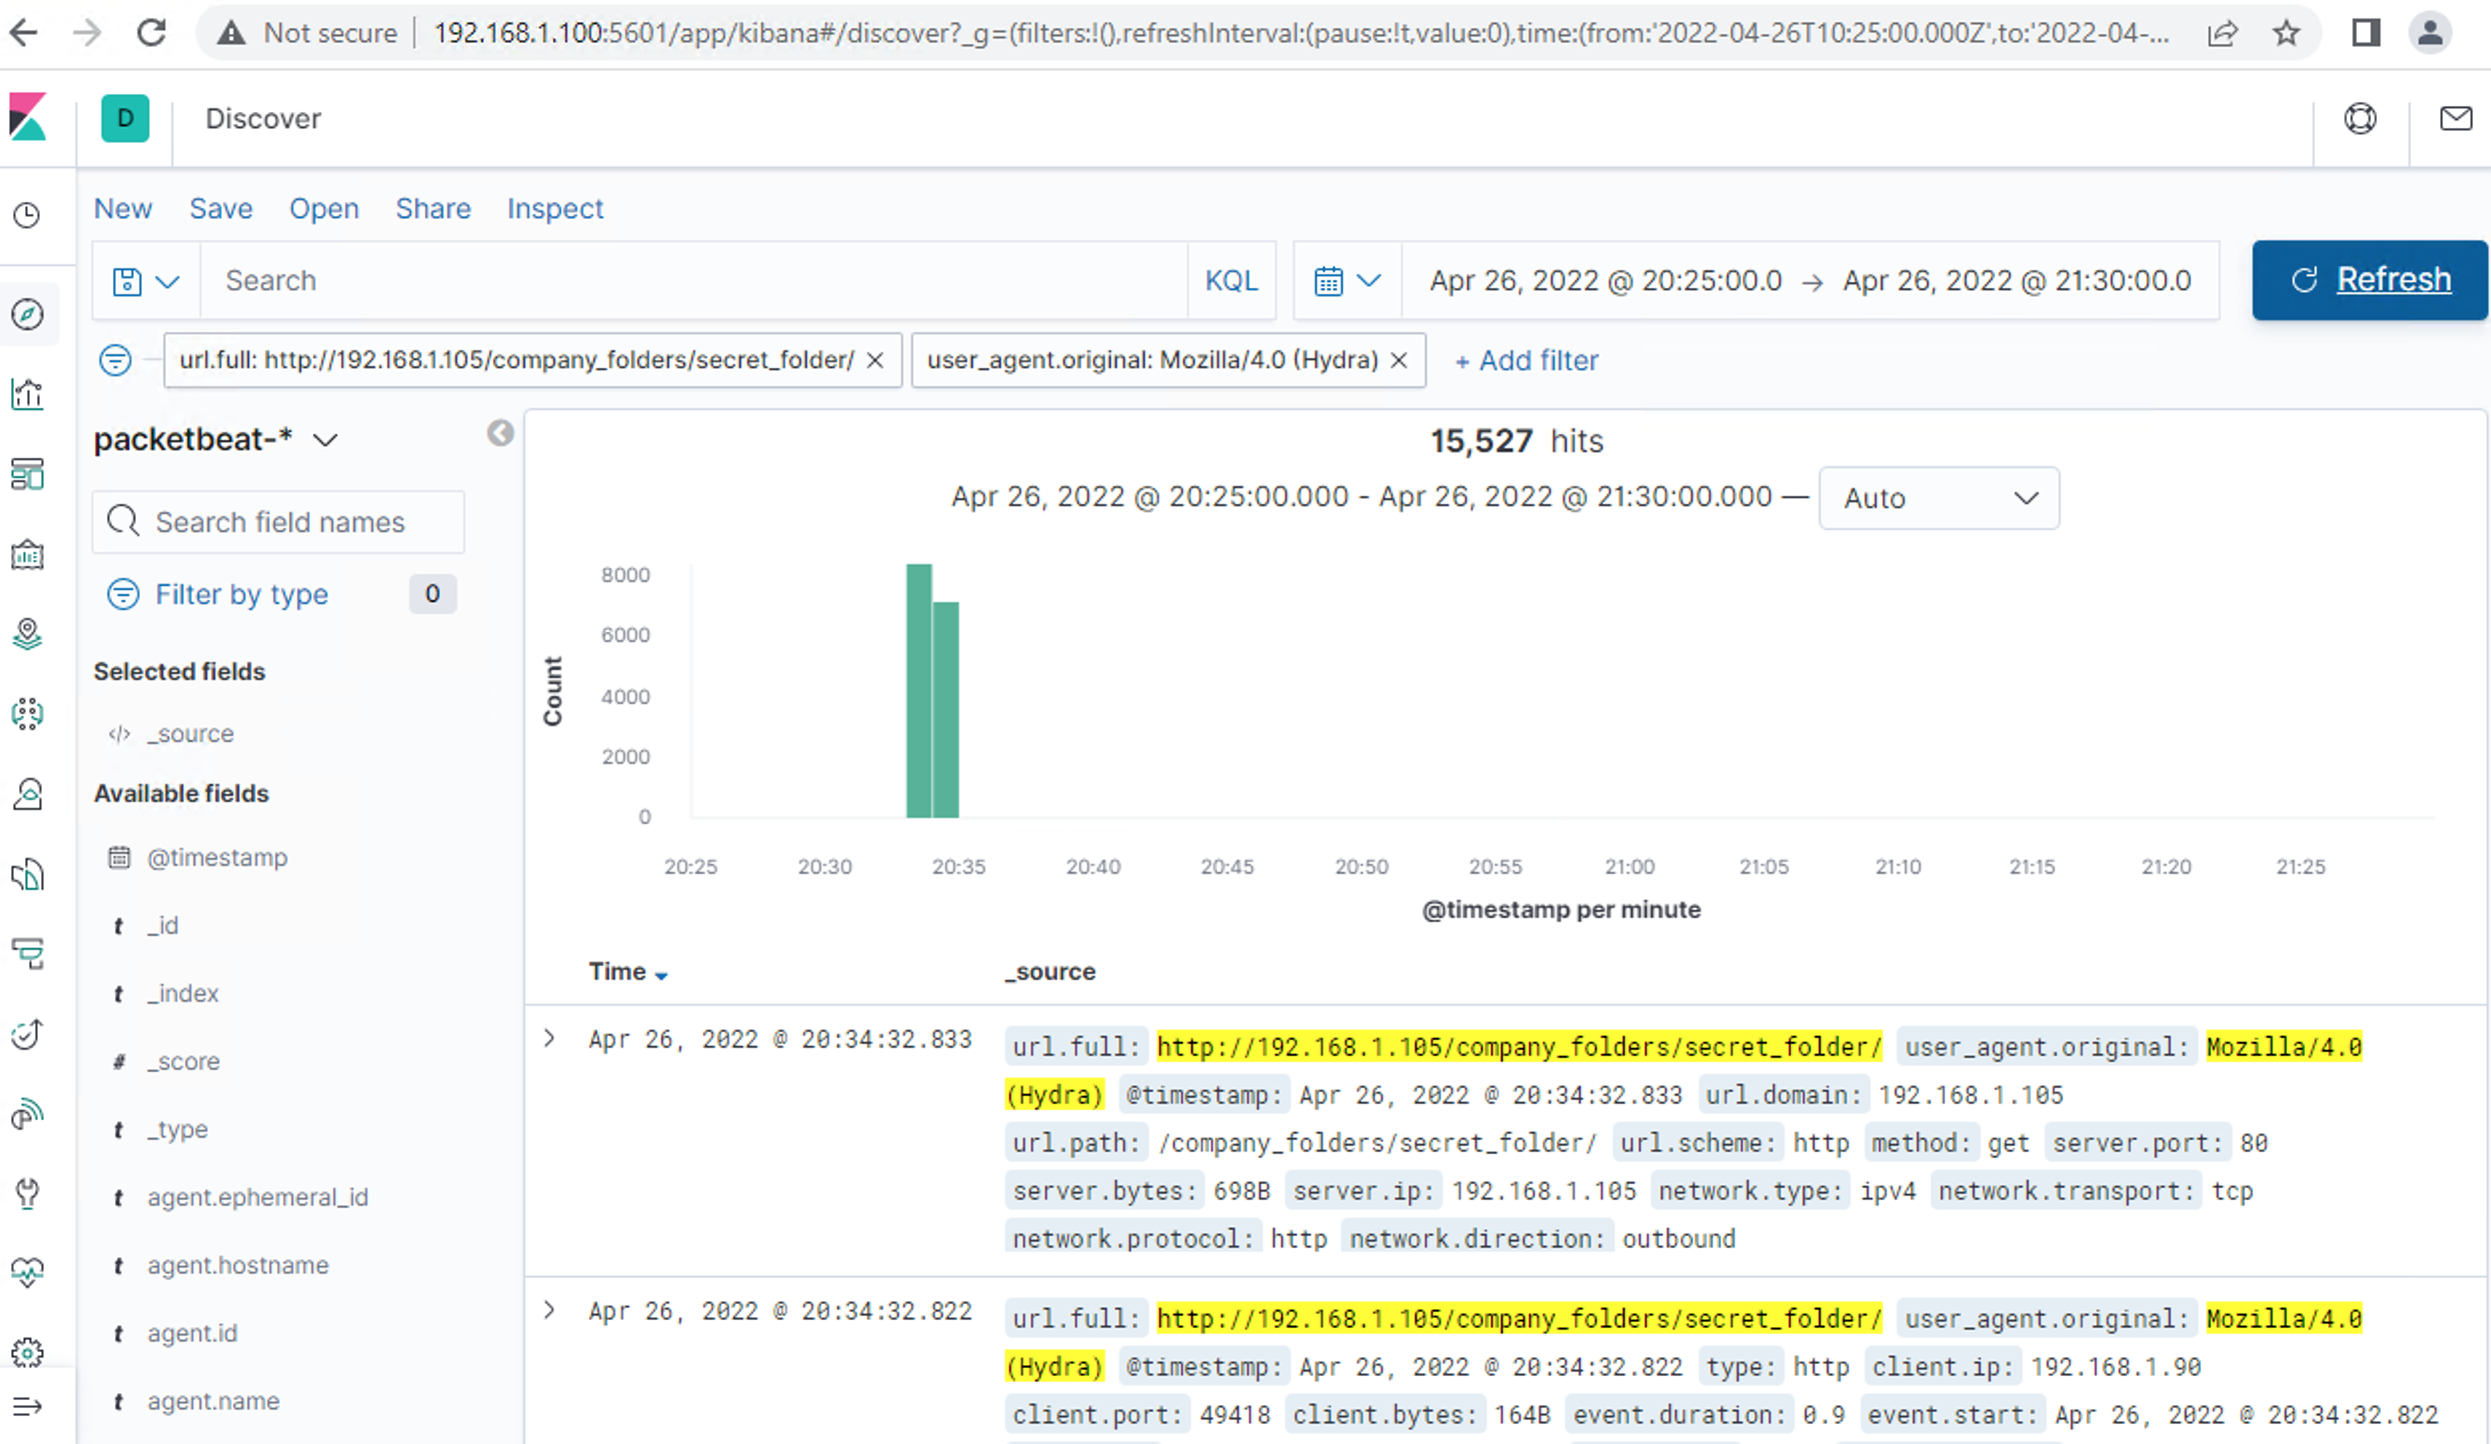 Not secure | 192.168.1.100:5601/app/kibana#/discover?_g=(filters:!(),refreshInterval:(pause:!t,value:0),time:(from:'2022-04-26T10:25:00.000Z',to:'2022-04-...
D Discover
New Save Open Share Inspect
Search KQL Apr 26, 2022 @ 20:25:00.0 → Apr 26, 2022 @ 21:30:00.0 Refresh
url.full: http://192.168.1.105/company_folders/secret_folder/ × user_agent.original: Mozilla/4.0 (Hydra) × + Add filter
packetbeat-*
Search field names
Filter by type 0
Selected fields
</> _source
Available fields
@timestamp
t _id
t _index
# _score
t _type
t agent.ephemeral_id
t agent.hostname
t agent.id
t agent.name
15,527 hits
Apr 26, 2022 @ 20:25:00.000 - Apr 26, 2022 @ 21:30:00.000 — Auto
Count
8000
6000
4000
2000
0
20:25 20:30 20:35 20:40 20:45 20:50 20:55 21:00 21:05 21:10 21:15 21:20 21:25
@timestamp per minute
Time _source
Apr 26, 2022 @ 20:34:32.833 url.full: http://192.168.1.105/company_folders/secret_folder/ user_agent.original: Mozilla/4.0
(Hydra) @timestamp: Apr 26, 2022 @ 20:34:32.833 url.domain: 192.168.1.105
url.path: /company_folders/secret_folder/ url.scheme: http method: get server.port: 80
server.bytes: 698B server.ip: 192.168.1.105 network.type: ipv4 network.transport: tcp
network.protocol: http network.direction: outbound
Apr 26, 2022 @ 20:34:32.822 url.full: http://192.168.1.105/company_folders/secret_folder/ user_agent.original: Mozilla/4.0
(Hydra) @timestamp: Apr 26, 2022 @ 20:34:32.822 type: http client.ip: 192.168.1.90
client.port: 49418 client.bytes: 164B event.duration: 0.9 event.start: Apr 26, 2022 @ 20:34:32.822